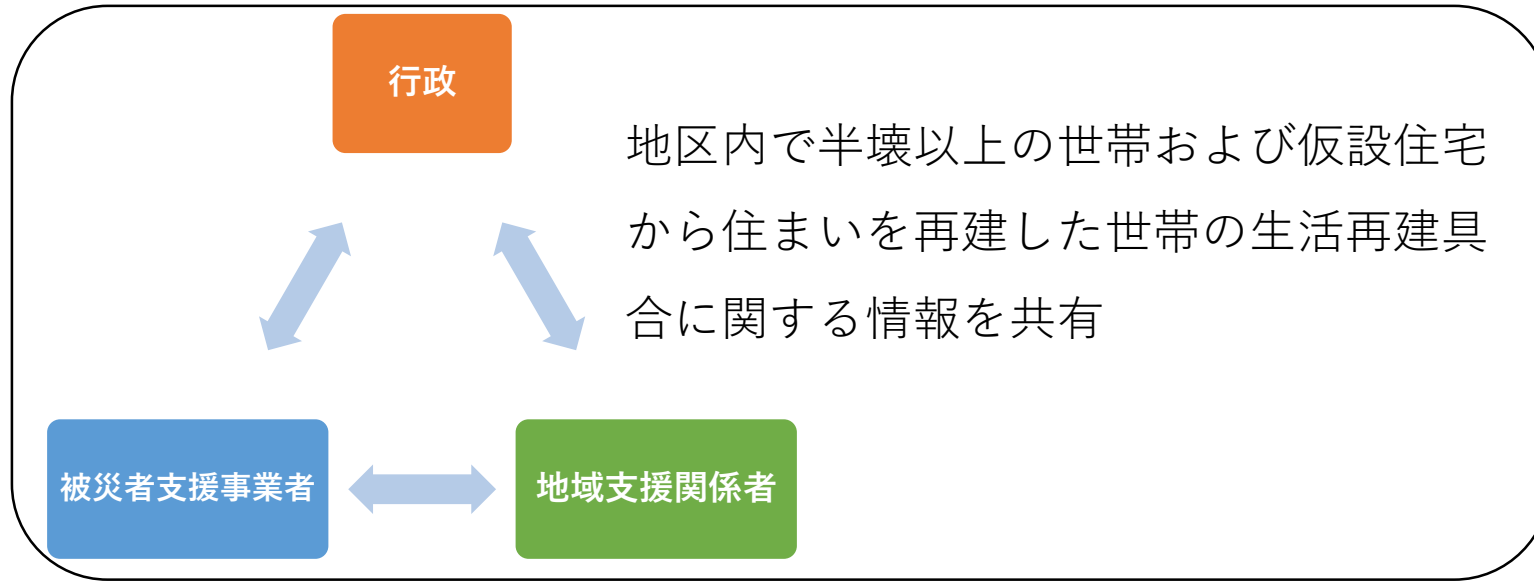 行政
地区内で半壊以上の世帯および仮設住宅
から住まいを再建した世帯の生活再建具
合に関する情報を共有
被災者支援事業者
地域支援関係者